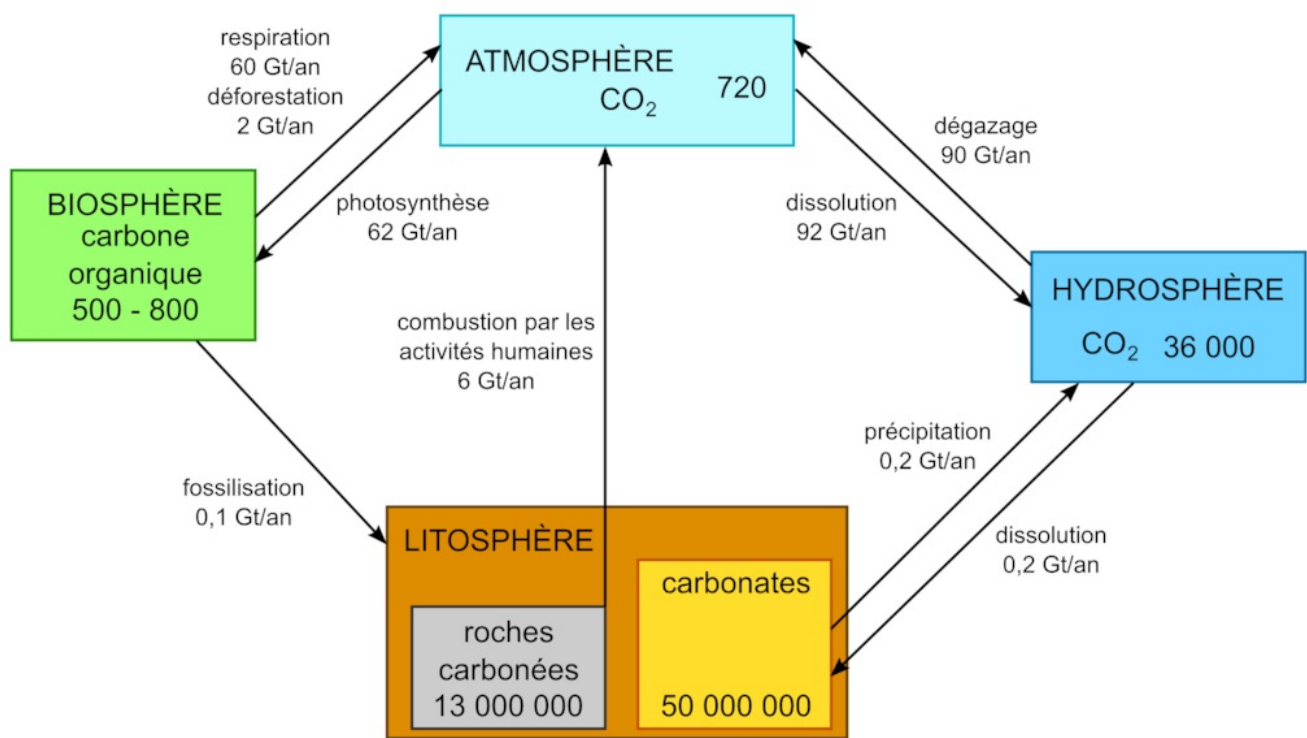 respiration
60 Gt/an
déforestation
2 Gt/an
ATMOSPHÈRE
CO₂ 720
dégazage
90 Gt/an
BIOSPHÈRE
carbone
organique
500 - 800
photosynthèse
62 Gt/an
dissolution
92 Gt/an
HYDROSPHÈRE
CO₂ 36 000
combustion par les
activités humaines
6 Gt/an
précipitation
0,2 Gt/an
fossilisation
0,1 Gt/an
dissolution
0,2 Gt/an
LITOSPHÈRE
roches
carbonées
13 000 000
carbonates
50 000 000